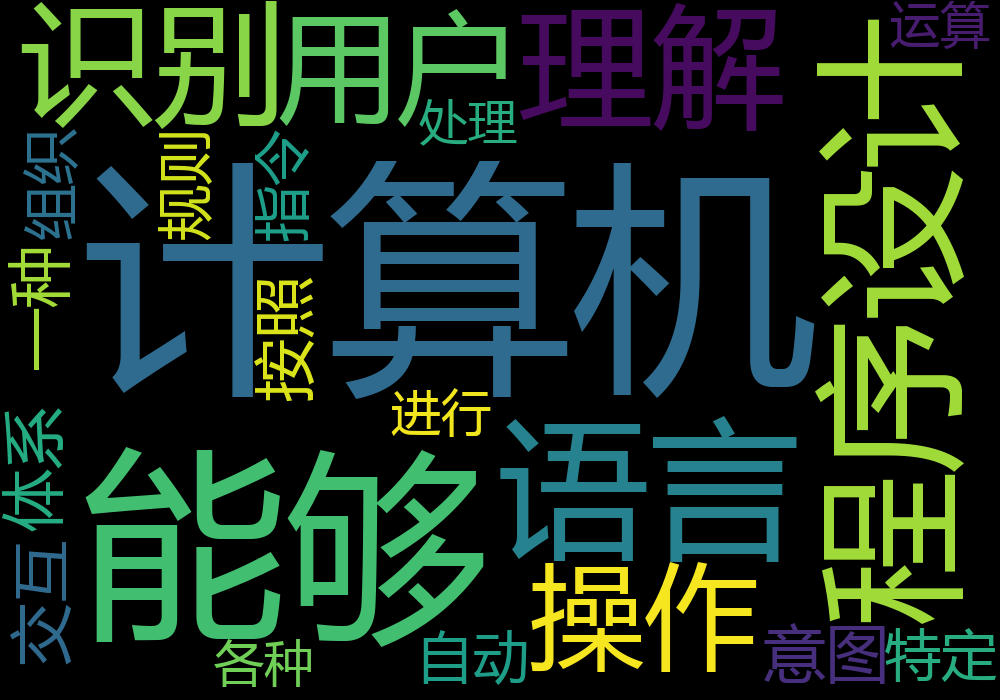 识别
用户
理解
运算
处理
程序设计
组织
规则
指令
计算机
一种
按照
进行
体系
能够
语言
交互
操作
各种
自动
意图
特定